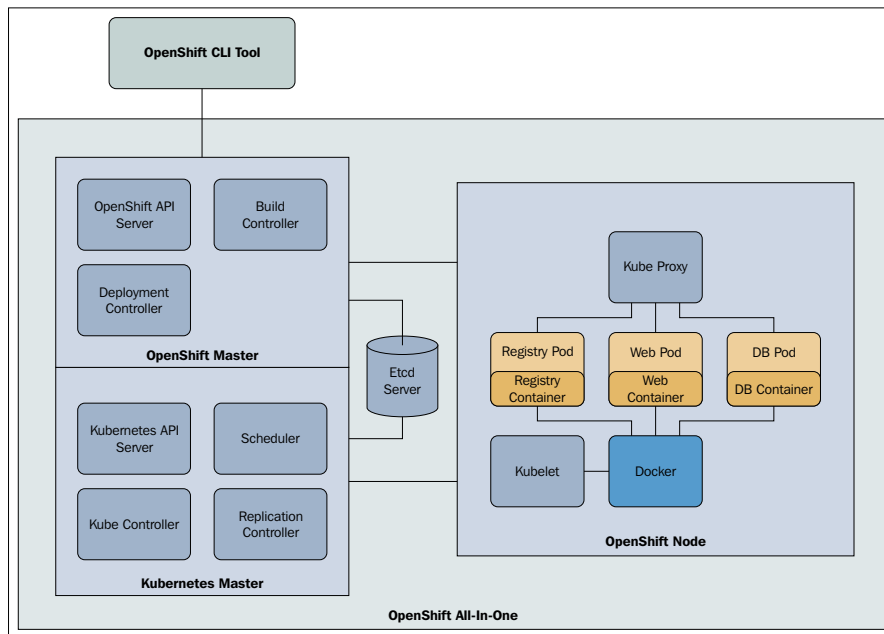 OpenShift CLI Tool
OpenShift API
Server
Build
Controller
Deployment
Controller
OpenShift Master
Kubernetes API
Server
Scheduler
Kube Controller
Replication
Controller
Kubernetes Master
Etcd
Server
Kube Proxy
Registry Pod
Registry
Container
Web Pod
Web
Container
DB Pod
DB Container
Kubelet
Docker
OpenShift Node
OpenShift All-In-One